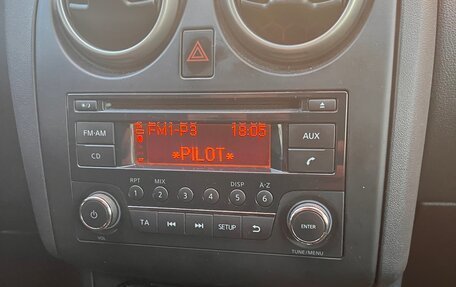 FM1-P3 18:05
*PILOT*
FM·AM
CD
AUX
RPT MIX DISP A-Z
1 2 3 4 5 6
VOL
TA SETUP
ENTER
TUNE/MENU